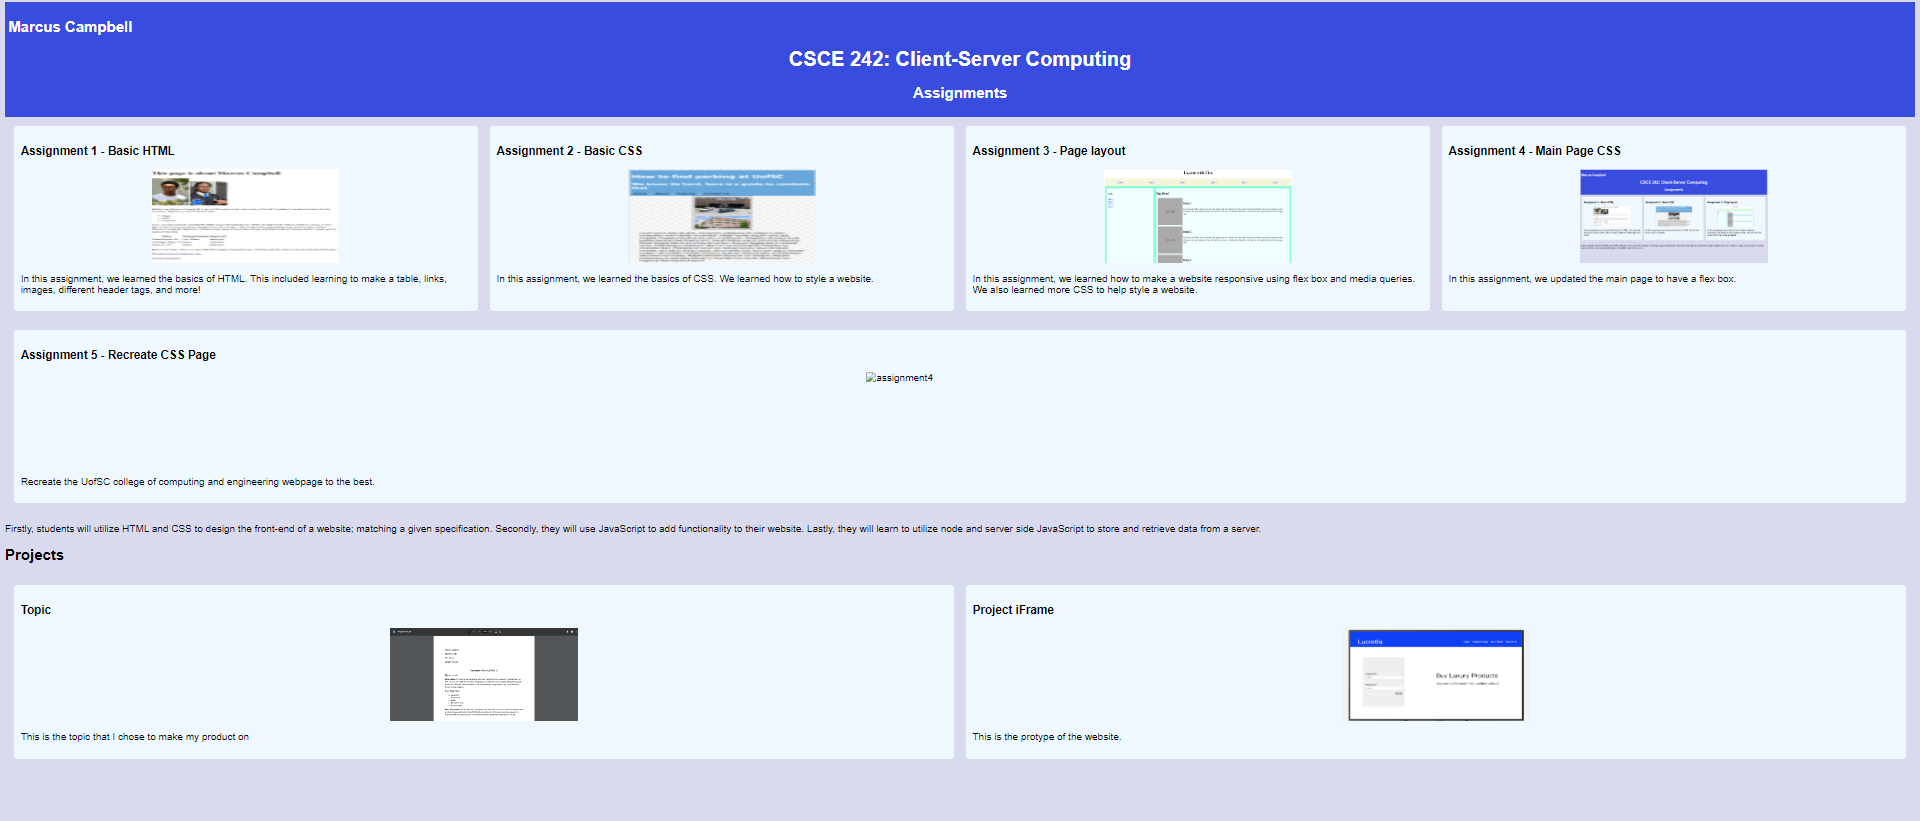 Marcus Campbell
CSCE 242: Client-Server Computing
Assignments
Assignment 1 - Basic HTML
This page is about Marcus Campbell
In this assignment, we learned the basics of HTML. This included learning to make a table, links,
images, different header tags, and more!
Assignment 2 - Basic CSS
How to find parking at UofSC
In this assignment, we learned the basics of CSS. We learned how to style a website.
Assignment 3 - Page layout
Layout with Flex
In this assignment, we learned how to make a website responsive using flex box and media queries.
We also learned more CSS to help style a website.
Assignment 4 - Main Page CSS
Marcus Campbell
CSCE 242: Client-Server Computing
Assignments
In this assignment, we updated the main page to have a flex box.
Assignment 5 - Recreate CSS Page
assignment4
Recreate the UofSC college of computing and engineering webpage to the best.
Firstly, students will utilize HTML and CSS to design the front-end of a website; matching a given specification. Secondly, they will use JavaScript to add functionality to their website. Lastly, they will learn to utilize node and server side JavaScript to store and retrieve data from a server.
Projects
Topic
This is the topic that I chose to make my product on
Project iFrame
Lucretia
Buy Luxury Products
This is the protype of the website.